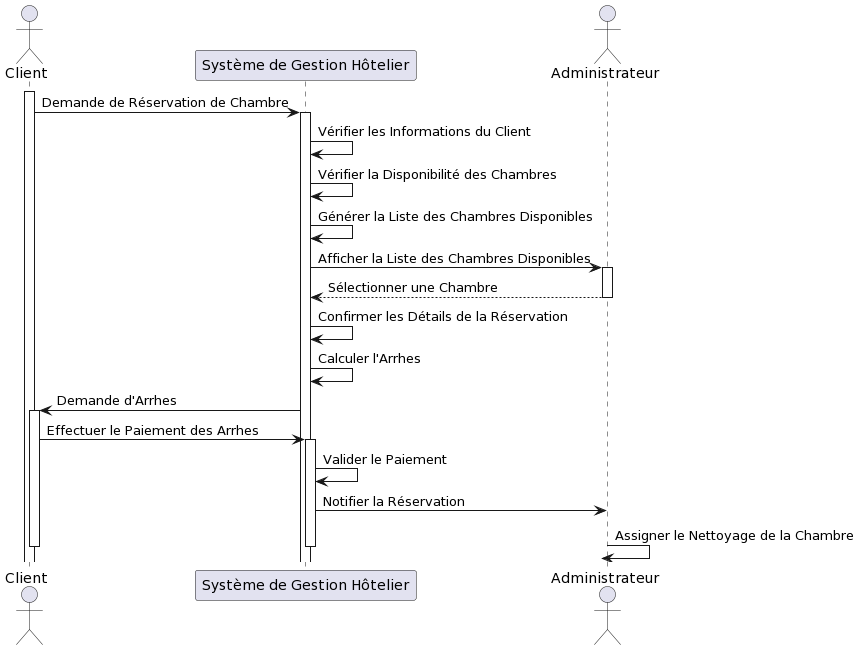 Client
Système de Gestion Hôtelier
Administrateur
Demande de Réservation de Chambre
Vérifier les Informations du Client
Vérifier la Disponibilité des Chambres
Générer la Liste des Chambres Disponibles
Afficher la Liste des Chambres Disponibles
Sélectionner une Chambre
Confirmer les Détails de la Réservation
Calculer l'Arrhes
Demande d'Arrhes
Effectuer le Paiement des Arrhes
Valider le Paiement
Notifier la Réservation
Assigner le Nettoyage de la Chambre
Client
Système de Gestion Hôtelier
Administrateur